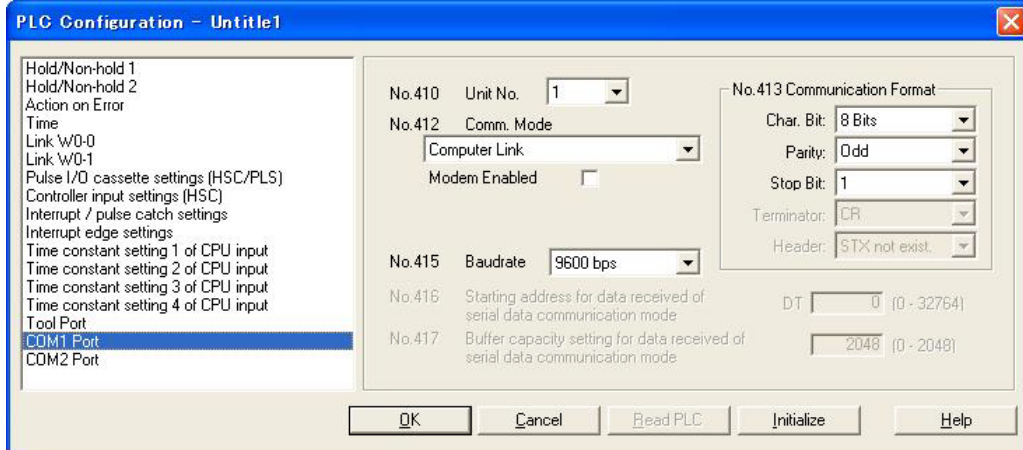 PLC Configuration - Untitle1
Hold/Non-hold 1
Hold/Non-hold 2
Action on Error
Time
Link W0-0
Link W0-1
Pulse I/O cassette settings (HSC/PLS)
Controller input settings (HSC)
Interrupt / pulse catch settings
Interrupt edge settings
Time constant setting 1 of CPU input
Time constant setting 2 of CPU input
Time constant setting 3 of CPU input
Time constant setting 4 of CPU input
Tool Port
COM1 Port
COM2 Port
No.410 Unit No. 1
No.412 Comm. Mode
Computer Link
Modem Enabled
No.413 Communication Format
Char. Bit: 8 Bits
Parity: Odd
Stop Bit: 1
Terminator: CR
Header: STX not exist.
No.415 Baudrate 9600 bps
No.416 Starting address for data received of
serial data communication mode
DT 0 (0 - 32764)
No.417 Buffer capacity setting for data received of
serial data communication mode
2048 (0 - 2048)
OK Cancel Read PLC Initialize Help